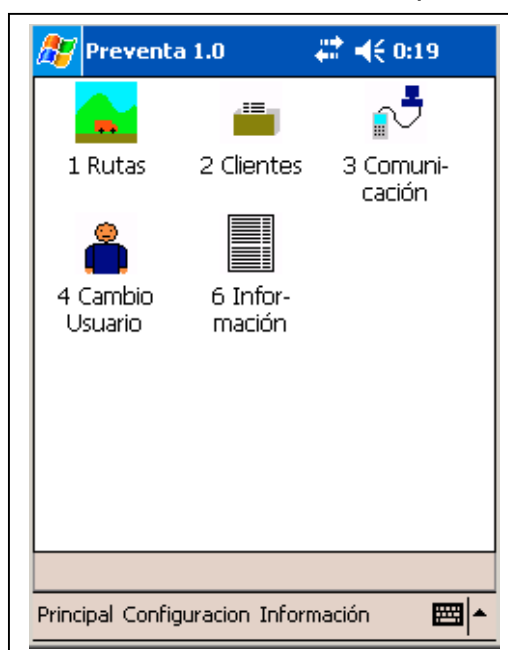 Preventa 1.0 0:19
1 Rutas 2 Clientes 3 Comuni-
cación
4 Cambio 6 Infor-
Usuario mación
Principal Configuracion Información